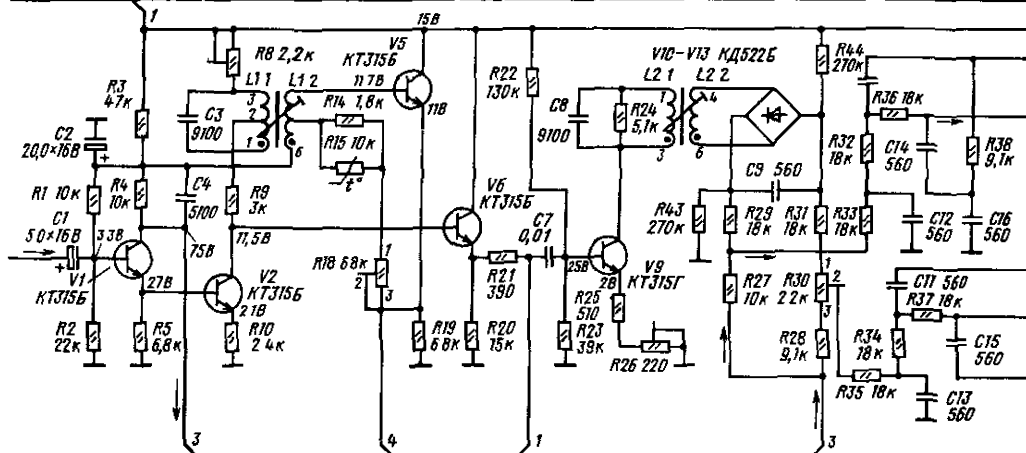 1
15В
V5
КТ315Б
R8 2,2к
L1 1
L1 2
11 7В
R14
1,8к
R15 10к
t°
11В
R3
47к
C3
9100
3
2
1
6
C2
20,0×16В
+
R1 10к
R4
10к
C4
5100
R9
3к
C1
5 0×16В
+
3 3В
V1
КТ315Б
75В
11,5В
27В
V2
КТ315Б
2 1В
R2
22к
R5
6,8к
R10
2 4к
R18 68к
1
2
3
R19
6 8к
V6
КТ315Б
R20
15к
R21
390
C7
0,01
R22
130к
25В
R23
39к
2В
V9
КТ315Г
R25
510
R26 220
C8
9100
R24
5,1к
L2 1
L2 2
1
3
4
6
V10-V13 КД522Б
R44
270к
R36 18к
C14
560
R38
9,1к
R32
18к
C9 560
R43
270к
R29
18к
R31
18к
R33
18к
C12
560
C16
560
R27
10к
R30
2 2к
1
2
3
R28
9,1к
C11 560
R37 18к
R34
18к
R35 18к
C15
560
C13
560
3
4
1
3